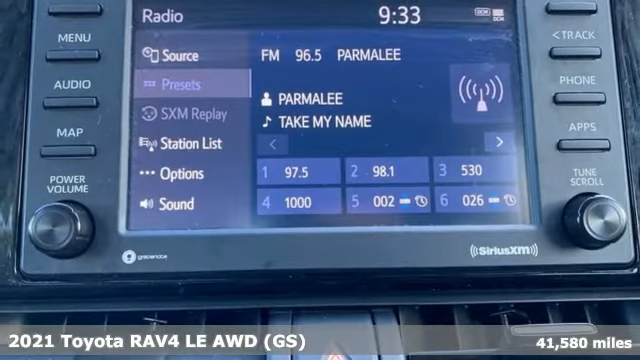 Radio
9:33
DCM
MENU
Source
FM 96.5 PARMALEE
<TRACK
Presets
AUDIO
PARMALEE
PHONE
SXM Replay
TAKE MY NAME
MAP
Station List
< >
APPS
POWER
VOLUME
Options
1 97.5
2 98.1
3 530
TUNE
SCROLL
Sound
4 1000
5 002
6 026
gracenote
((SiriusXM))
2021 Toyota RAV4 LE AWD (GS)
41,580 miles